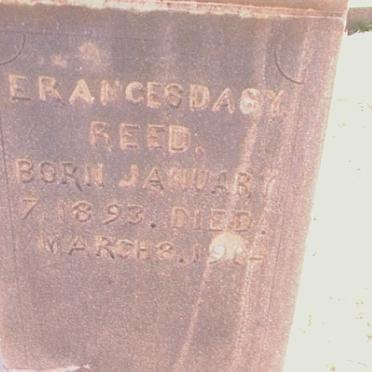 FRANCES DASY.
REED.
BORN JANUARY
7, 1893. DIED.
MARCH 8.